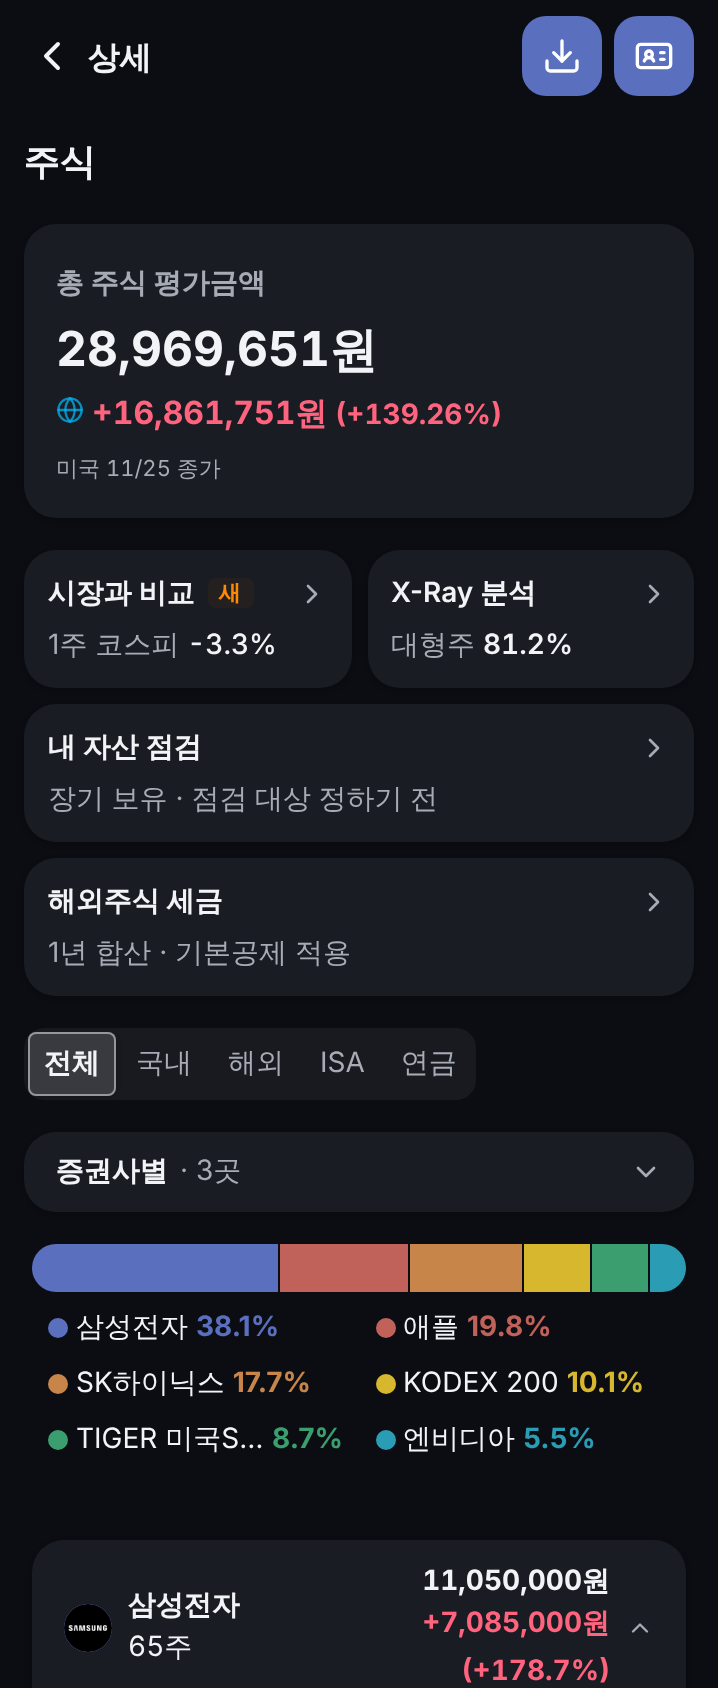 상세
주식
총 주식 평가금액
28,969,651원
+16,861,751원 (+139.26%)
미국 11/25 종가
시장과 비교 새
1주 코스피 -3.3%
X-Ray 분석
대형주 81.2%
내 자산 점검
장기 보유 · 점검 대상 정하기 전
해외주식 세금
1년 합산 · 기본공제 적용
전체 국내 해외 ISA 연금
증권사별 · 3곳
삼성전자 38.1% 애플 19.8%
SK하이닉스 17.7% KODEX 200 10.1%
TIGER 미국S... 8.7% 엔비디아 5.5%
SAMSUNG
삼성전자
65주
11,050,000원
+7,085,000원
(+178.7%)